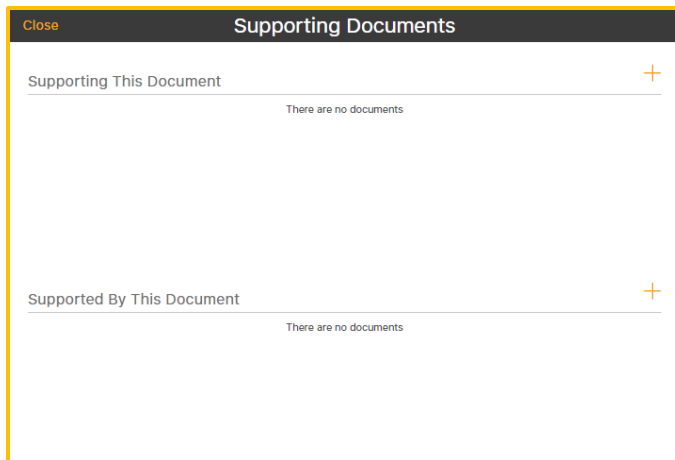 Close
Supporting Documents
Supporting This Document
There are no documents
Supported By This Document
There are no documents